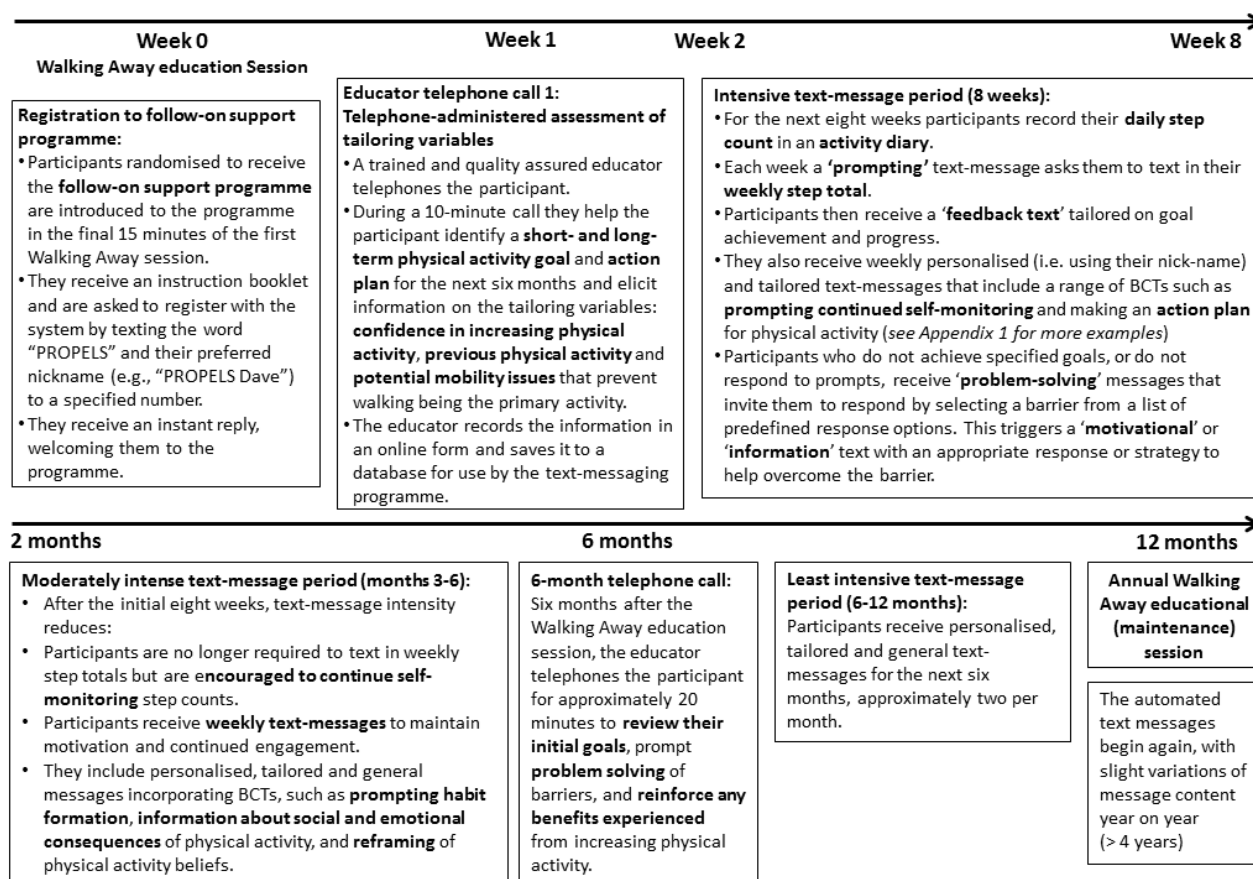 Week 0
Week 1
Week 2
Week 8
Walking Away education Session
Registration to follow-on support
programme:
•Participants randomised to receive
the follow-on support programme
are introduced to the programme
in the final 15 minutes of the first
Walking Away session.
•They receive an instruction booklet
and are asked to register with the
system by texting the word
“PROPELS” and their preferred
nickname (e.g., “PROPELS Dave”)
to a specified number.
•They receive an instant reply,
welcoming them to the
programme.
Educator telephone call 1:
Telephone-administered assessment of
tailoring variables
•A trained and quality assured educator
telephones the participant.
•During a 10-minute call they help the
participant identify a short- and long-
term physical activity goal and action
plan for the next six months and elicit
information on the tailoring variables:
confidence in increasing physical
activity, previous physical activity and
potential mobility issues that prevent
walking being the primary activity.
•The educator records the information in
an online form and saves it to a
database for use by the text-messaging
programme.
Intensive text-message period (8 weeks):
•For the next eight weeks participants record their daily step
count in an activity diary.
•Each week a ‘prompting’ text-message asks them to text in their
weekly step total.
•Participants then receive a ‘feedback text’ tailored on goal
achievement and progress.
•They also receive weekly personalised (i.e. using their nick-name)
and tailored text-messages that include a range of BCTs such as
prompting continued self-monitoring and making an action plan
for physical activity (see Appendix 1 for more examples)
•Participants who do not achieve specified goals, or do not
respond to prompts, receive ‘problem-solving’ messages that
invite them to respond by selecting a barrier from a list of
predefined response options. This triggers a ‘motivational’ or
‘information’ text with an appropriate response or strategy to
help overcome the barrier.
2 months
6 months
12 months
Moderately intense text-message period (months 3-6):
• After the initial eight weeks, text-message intensity
reduces:
• Participants are no longer required to text in weekly
step totals but are encouraged to continue self-
monitoring step counts.
• Participants receive weekly text-messages to maintain
motivation and continued engagement.
• They include personalised, tailored and general
messages incorporating BCTs, such as prompting habit
formation, information about social and emotional
consequences of physical activity, and reframing of
physical activity beliefs.
6-month telephone call:
Six months after the
Walking Away education
session, the educator
telephones the participant
for approximately 20
minutes to review their
initial goals, prompt
problem solving of
barriers, and reinforce any
benefits experienced
from increasing physical
activity.
Least intensive text-message
period (6-12 months):
Participants receive personalised,
tailored and general text-
messages for the next six
months, approximately two per
month.
Annual Walking
Away educational
(maintenance)
session
The automated
text messages
begin again, with
slight variations of
message content
year on year
(> 4 years)